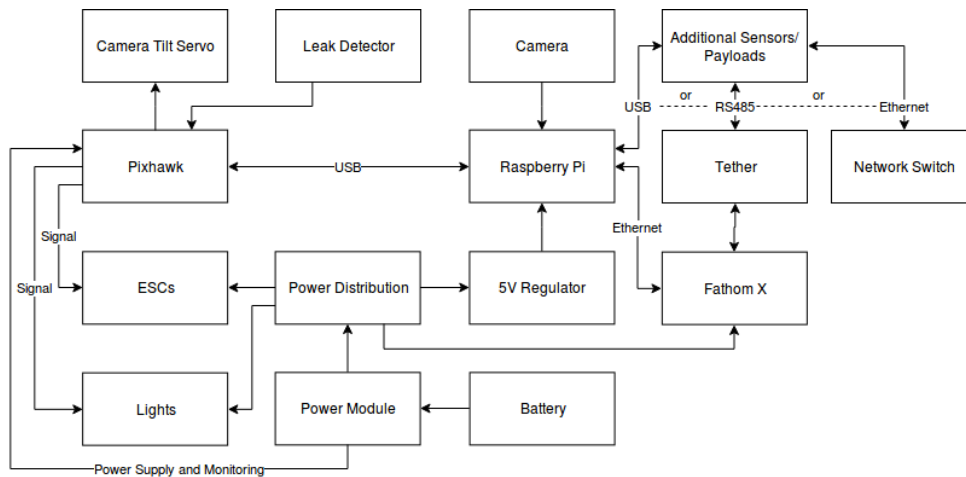 Camera Tilt Servo
Leak Detector
Camera
Additional Sensors/
Payloads
or
or
USB
RS485
Ethernet
Pixhawk
USB
Raspberry Pi
Tether
Network Switch
Ethernet
Signal
Signal
ESCs
Power Distribution
5V Regulator
Fathom X
Lights
Power Module
Battery
Power Supply and Monitoring